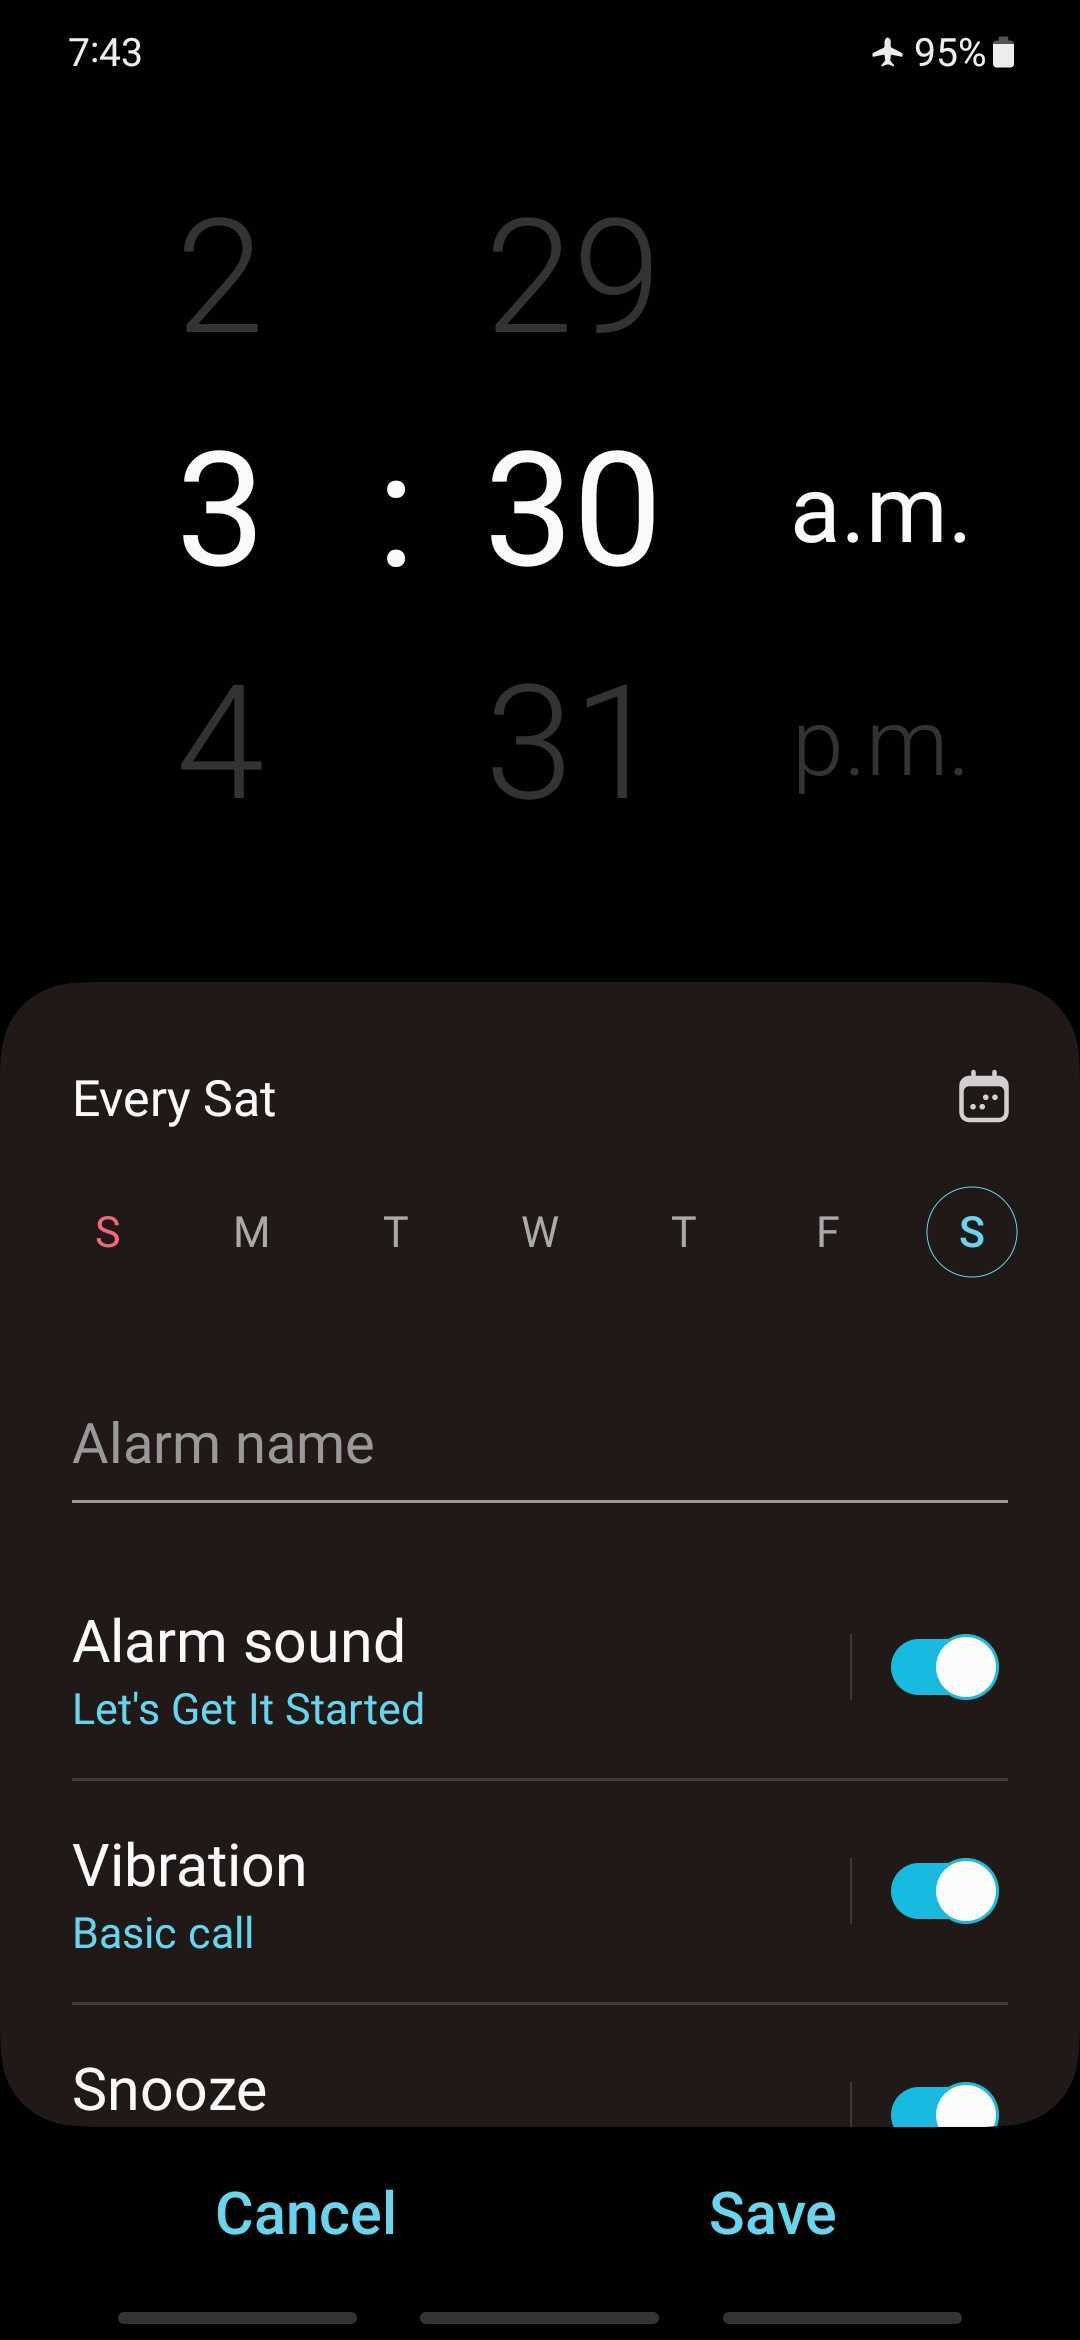 7:43 95%
2 29
3 : 30 a.m.
4 31 p.m.
Every Sat
S M T W T F S
Alarm name
Alarm sound
Let's Get It Started
Vibration
Basic call
Snooze
Cancel Save